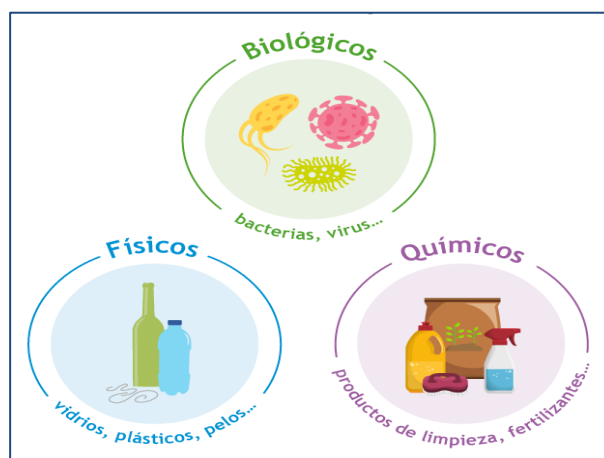 Biológicos
bacterias, virus...
Físicos
vidrios, plásticos, pelos...
Químicos
productos de limpieza, fertilizantes...